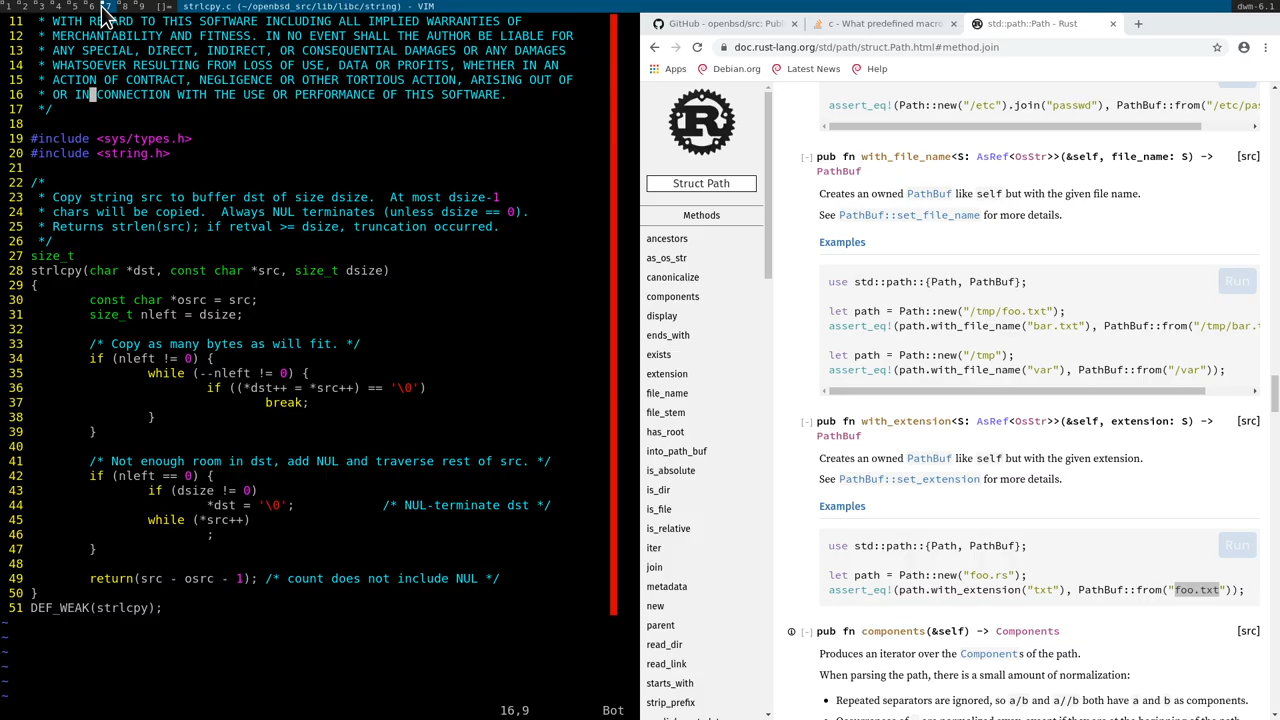 1 2 3 4 5 6 7 8 9 []= strlcpy.c (~/openbsd_src/lib/libc/string) - VIM
dwm-6.1
11 * WITH REGARD TO THIS SOFTWARE INCLUDING ALL IMPLIED WARRANTIES OF
12 * MERCHANTABILITY AND FITNESS. IN NO EVENT SHALL THE AUTHOR BE LIABLE FOR
13 * ANY SPECIAL, DIRECT, INDIRECT, OR CONSEQUENTIAL DAMAGES OR ANY DAMAGES
14 * WHATSOEVER RESULTING FROM LOSS OF USE, DATA OR PROFITS, WHETHER IN AN
15 * ACTION OF CONTRACT, NEGLIGENCE OR OTHER TORTIOUS ACTION, ARISING OUT OF
16 * OR IN CONNECTION WITH THE USE OR PERFORMANCE OF THIS SOFTWARE.
17 */
18
19 #include <sys/types.h>
20 #include <string.h>
21
22 /*
23 * Copy string src to buffer dst of size dsize.  At most dsize-1
24 * chars will be copied.  Always NUL terminates (unless dsize == 0).
25 * Returns strlen(src); if retval >= dsize, truncation occurred.
26 */
27 size_t
28 strlcpy(char *dst, const char *src, size_t dsize)
29 {
30 const char *osrc = src;
31 size_t nleft = dsize;
32
33 /* Copy as many bytes as will fit. */
34 if (nleft != 0) {
35 while (--nleft != 0) {
36 if ((*dst++ = *src++) == '\0')
37 break;
38 }
39 }
40
41 /* Not enough room in dst, add NUL and traverse rest of src. */
42 if (nleft == 0) {
43 if (dsize != 0)
44 *dst = '\0'; /* NUL-terminate dst */
45 while (*src++)
46 ;
47 }
48
49 return(src - osrc - 1); /* count does not include NUL */
50 }
51 DEF_WEAK(strlcpy);
~
~
~
~
~
~
16,9 Bot
GitHub - openbsd/src: Pub
c - What predefined macro
std::path::Path - Rust
doc.rust-lang.org/std/path/struct.Path.html#method.join
Apps Debian.org Latest News Help
Struct Path
Methods
ancestors
as_os_str
canonicalize
components
display
ends_with
exists
extension
file_name
file_stem
has_root
into_path_buf
is_absolute
is_dir
is_file
is_relative
iter
join
metadata
new
parent
read_dir
read_link
starts_with
strip_prefix
assert_eq!(Path::new("/etc").join("passwd"), PathBuf::from("/etc/pas
[-] pub fn with_file_name<S: AsRef<OsStr>>(&self, file_name: S) -> [src]
PathBuf
Creates an owned PathBuf like self but with the given file name.
See PathBuf::set_file_name for more details.
Examples
Run
use std::path::{Path, PathBuf};
let path = Path::new("/tmp/foo.txt");
assert_eq!(path.with_file_name("bar.txt"), PathBuf::from("/tmp/bar.t
let path = Path::new("/tmp");
assert_eq!(path.with_file_name("var"), PathBuf::from("/var"));
[-] pub fn with_extension<S: AsRef<OsStr>>(&self, extension: S) -> [src]
PathBuf
Creates an owned PathBuf like self but with the given extension.
See PathBuf::set_extension for more details.
Examples
Run
use std::path::{Path, PathBuf};
let path = Path::new("foo.rs");
assert_eq!(path.with_extension("txt"), PathBuf::from("foo.txt"));
[-] pub fn components(&self) -> Components [src]
Produces an iterator over the Components of the path.
When parsing the path, there is a small amount of normalization:
• Repeated separators are ignored, so a/b and a//b both have a and b as components.